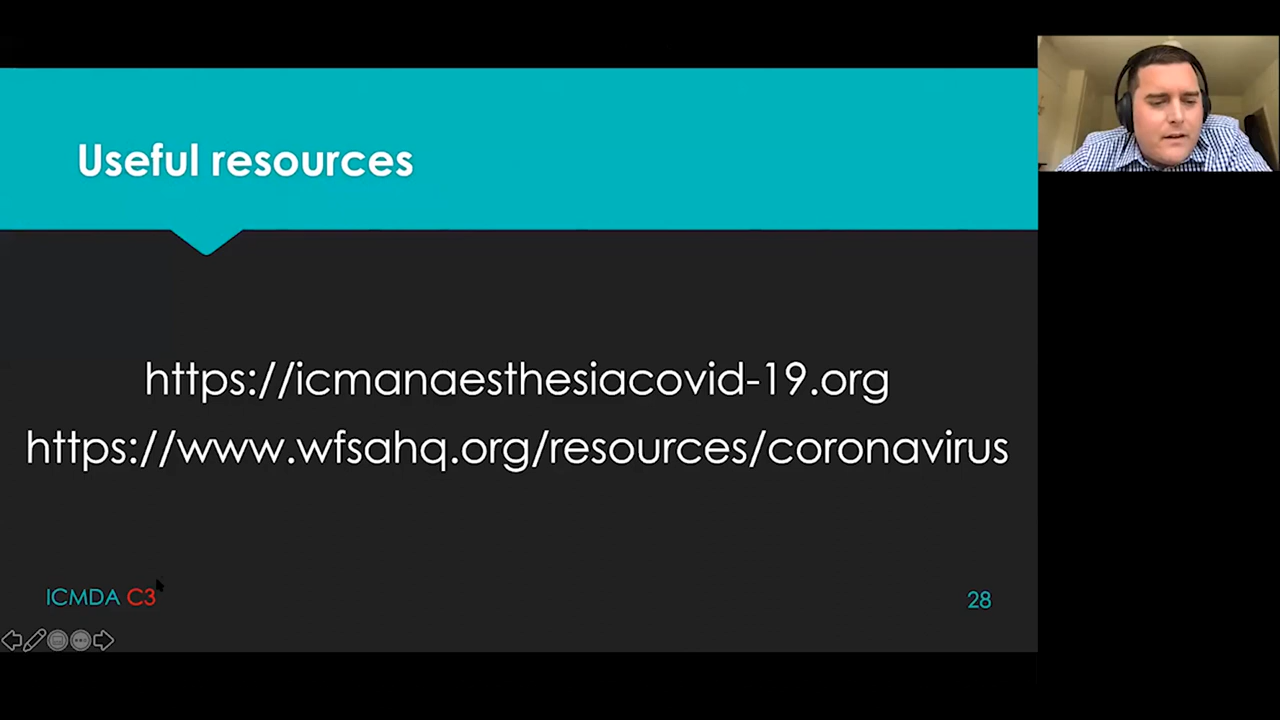 Useful resources
https://icmanaesthesiacovid-19.org
https://www.wfsahq.org/resources/coronavirus
ICMDA C3
28